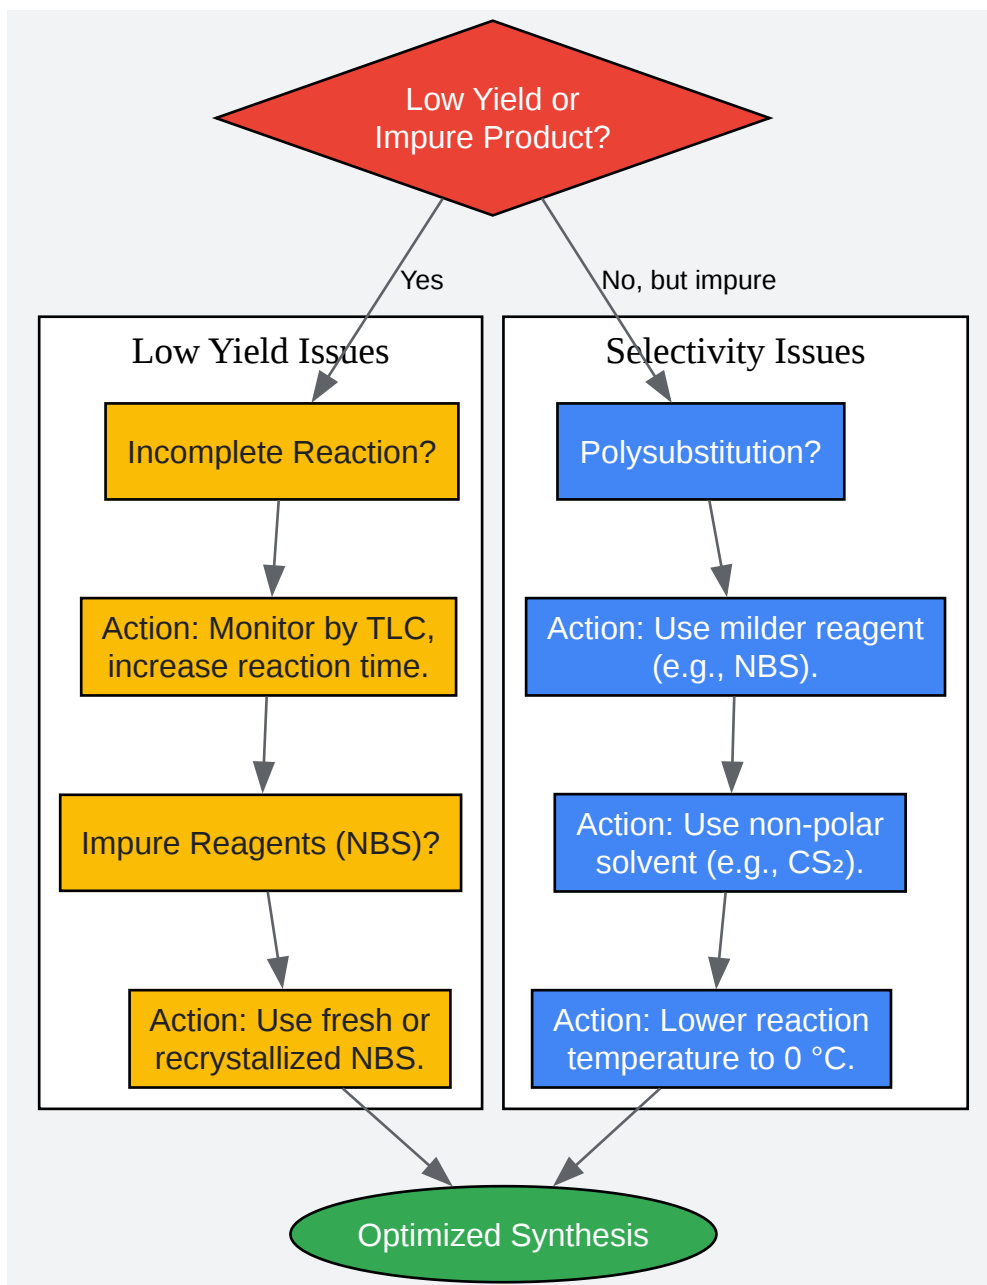 Low Yield or
Impure Product?
Yes
No, but impure
Low Yield Issues
Incomplete Reaction?
Action: Monitor by TLC,
increase reaction time.
Impure Reagents (NBS)?
Action: Use fresh or
recrystallized NBS.
Selectivity Issues
Polysubstitution?
Action: Use milder reagent
(e.g., NBS).
Action: Use non-polar
solvent (e.g., CS₂).
Action: Lower reaction
temperature to 0 °C.
Optimized Synthesis